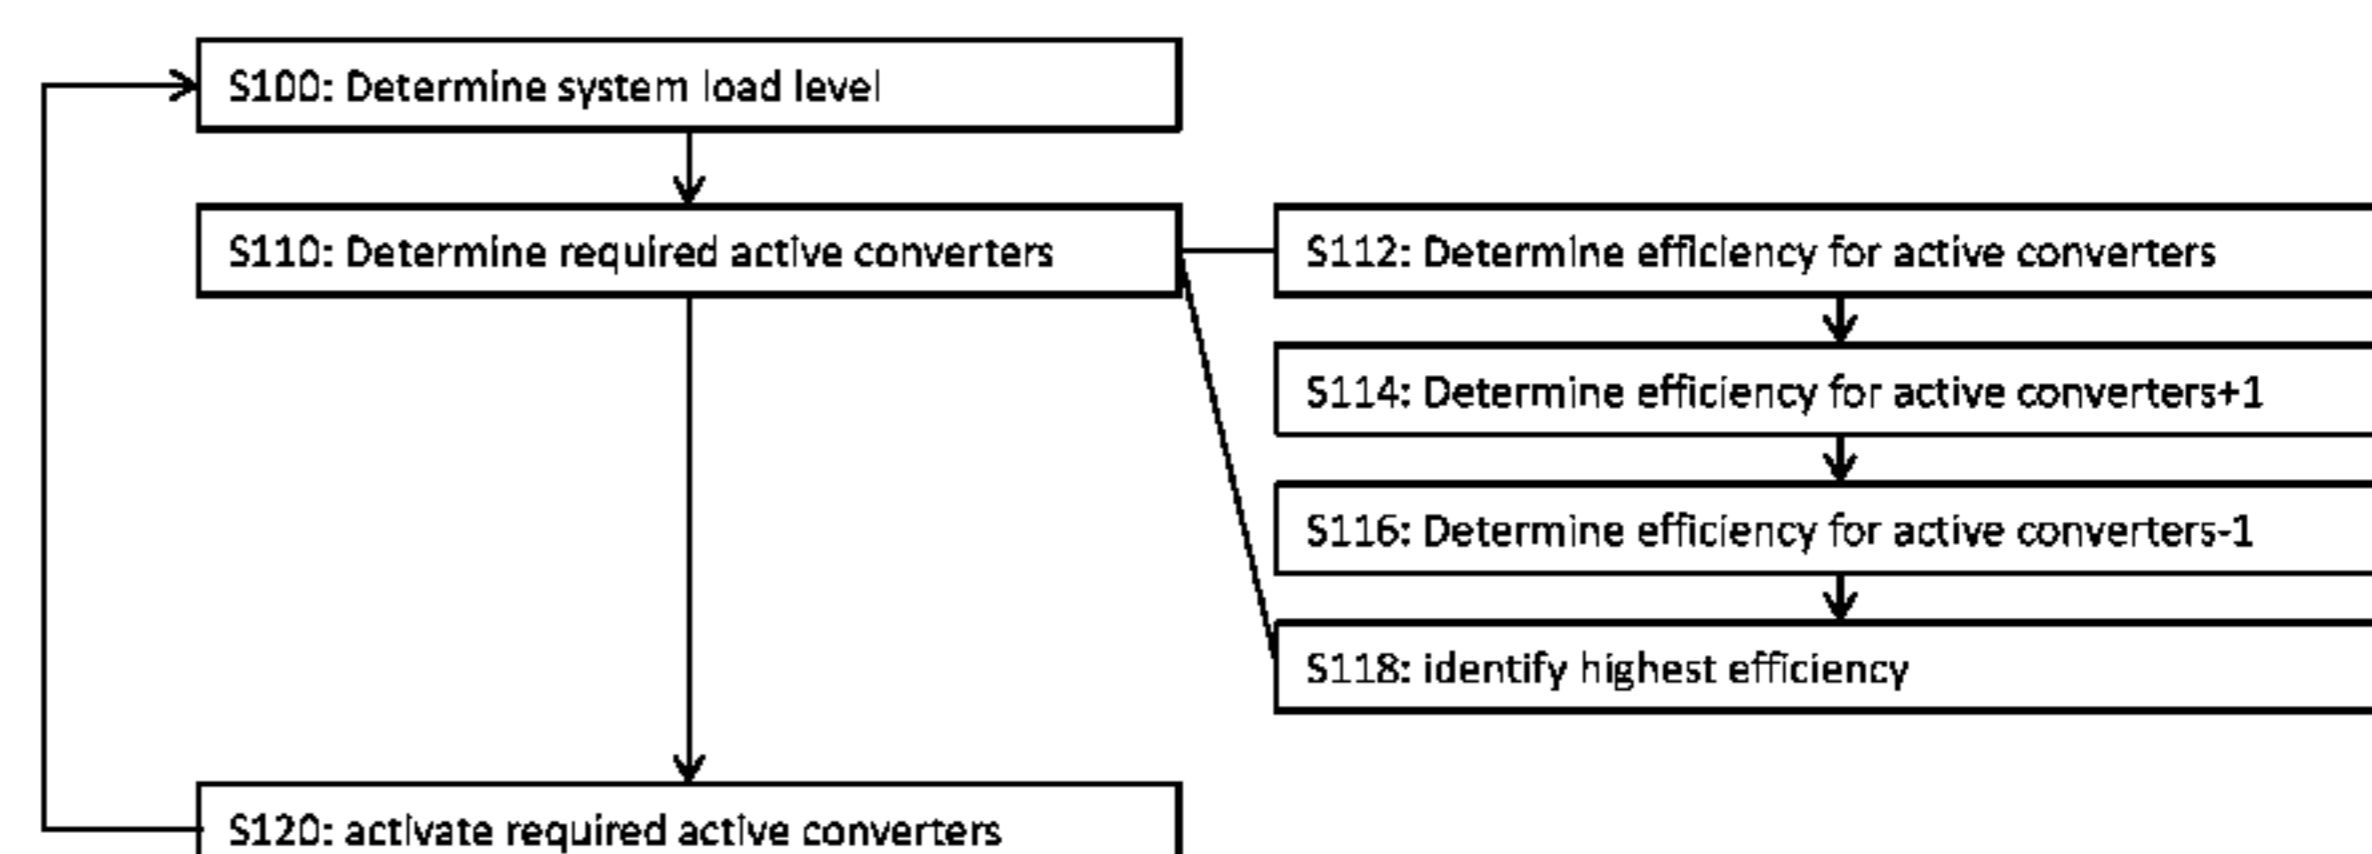 S100: Determine system load level
S110: Determine required active converters
S112: Determine efficiency for active converters
S114: Determine efficiency for active converters+1
S116: Determine efficiency for active converters-1
S118: identify highest efficiency
S120: activate required active converters